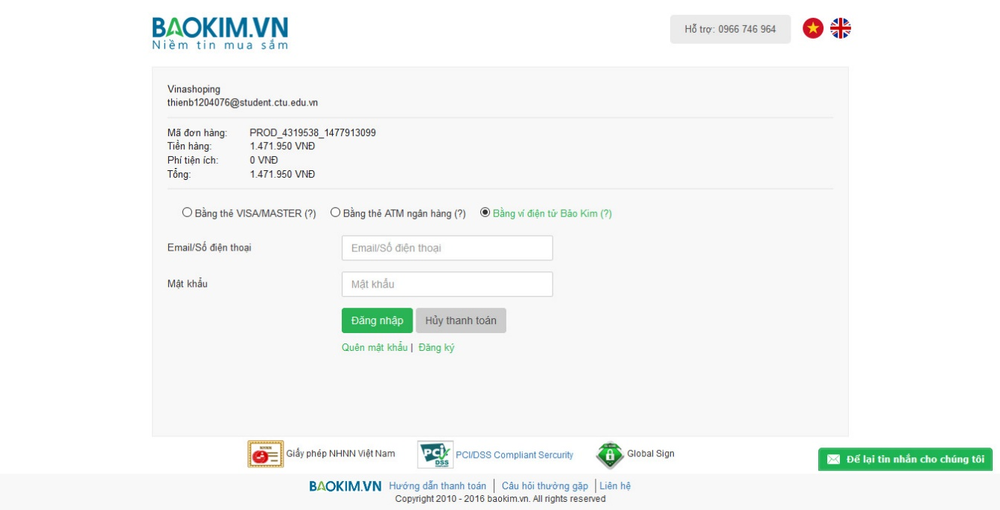 BAOKIM.VN
Niềm tin mua sắm
Hỗ trợ: 0966 746 964
Vinashoping
thienb1204076@student.ctu.edu.vn
Mã đơn hàng: PROD_4319538_1477913099
Tiền hàng: 1.471.950 VNĐ
Phí tiện ích: 0 VNĐ
Tổng: 1.471.950 VNĐ
Bằng thẻ VISA/MASTER (?) Bằng thẻ ATM ngân hàng (?) Bằng ví điện tử Bảo Kim (?)
Email/Số điện thoại Email/Số điện thoại
Mật khẩu Mật khẩu
Đăng nhập Hủy thanh toán
Quên mật khẩu | Đăng ký
Giấy phép NHNN Việt Nam PCI DSS PCI/DSS Compliant Sercurity Global Sign
Để lại tin nhắn cho chúng tôi
BAOKIM.VN Hướng dẫn thanh toán | Câu hỏi thường gặp | Liên hệ
Copyright 2010 - 2016 baokim.vn. All rights reserved